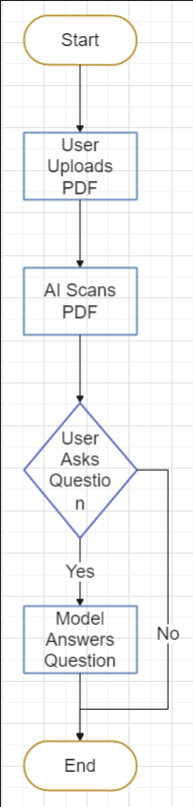 Start
User
Uploads
PDF
AI Scans
PDF
User
Asks
Questio
n
Yes
Model
Answers
Question
No
End